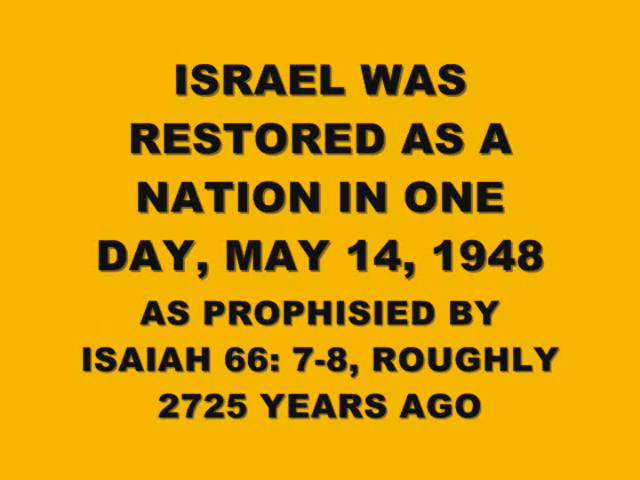 ISRAEL WAS
RESTORED AS A
NATION IN ONE
DAY, MAY 14, 1948
AS PROPHISIED BY
ISAIAH 66: 7-8, ROUGHLY
2725 YEARS AGO